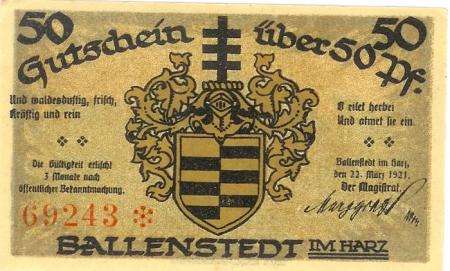 50 50
Gutschein über 50 Pf.
Und waldesduftig, frisch,
kräftig und rein
O eilet herbei
Und atmet sie ein.
Die Gültigkeit erlischt
3 Monate nach
öffentlicher Bekanntmachung.
Ballenstedt im Harz,
den 22. März 1921.
Der Magistrat.
69243
BALLENSTEDT IM HARZ